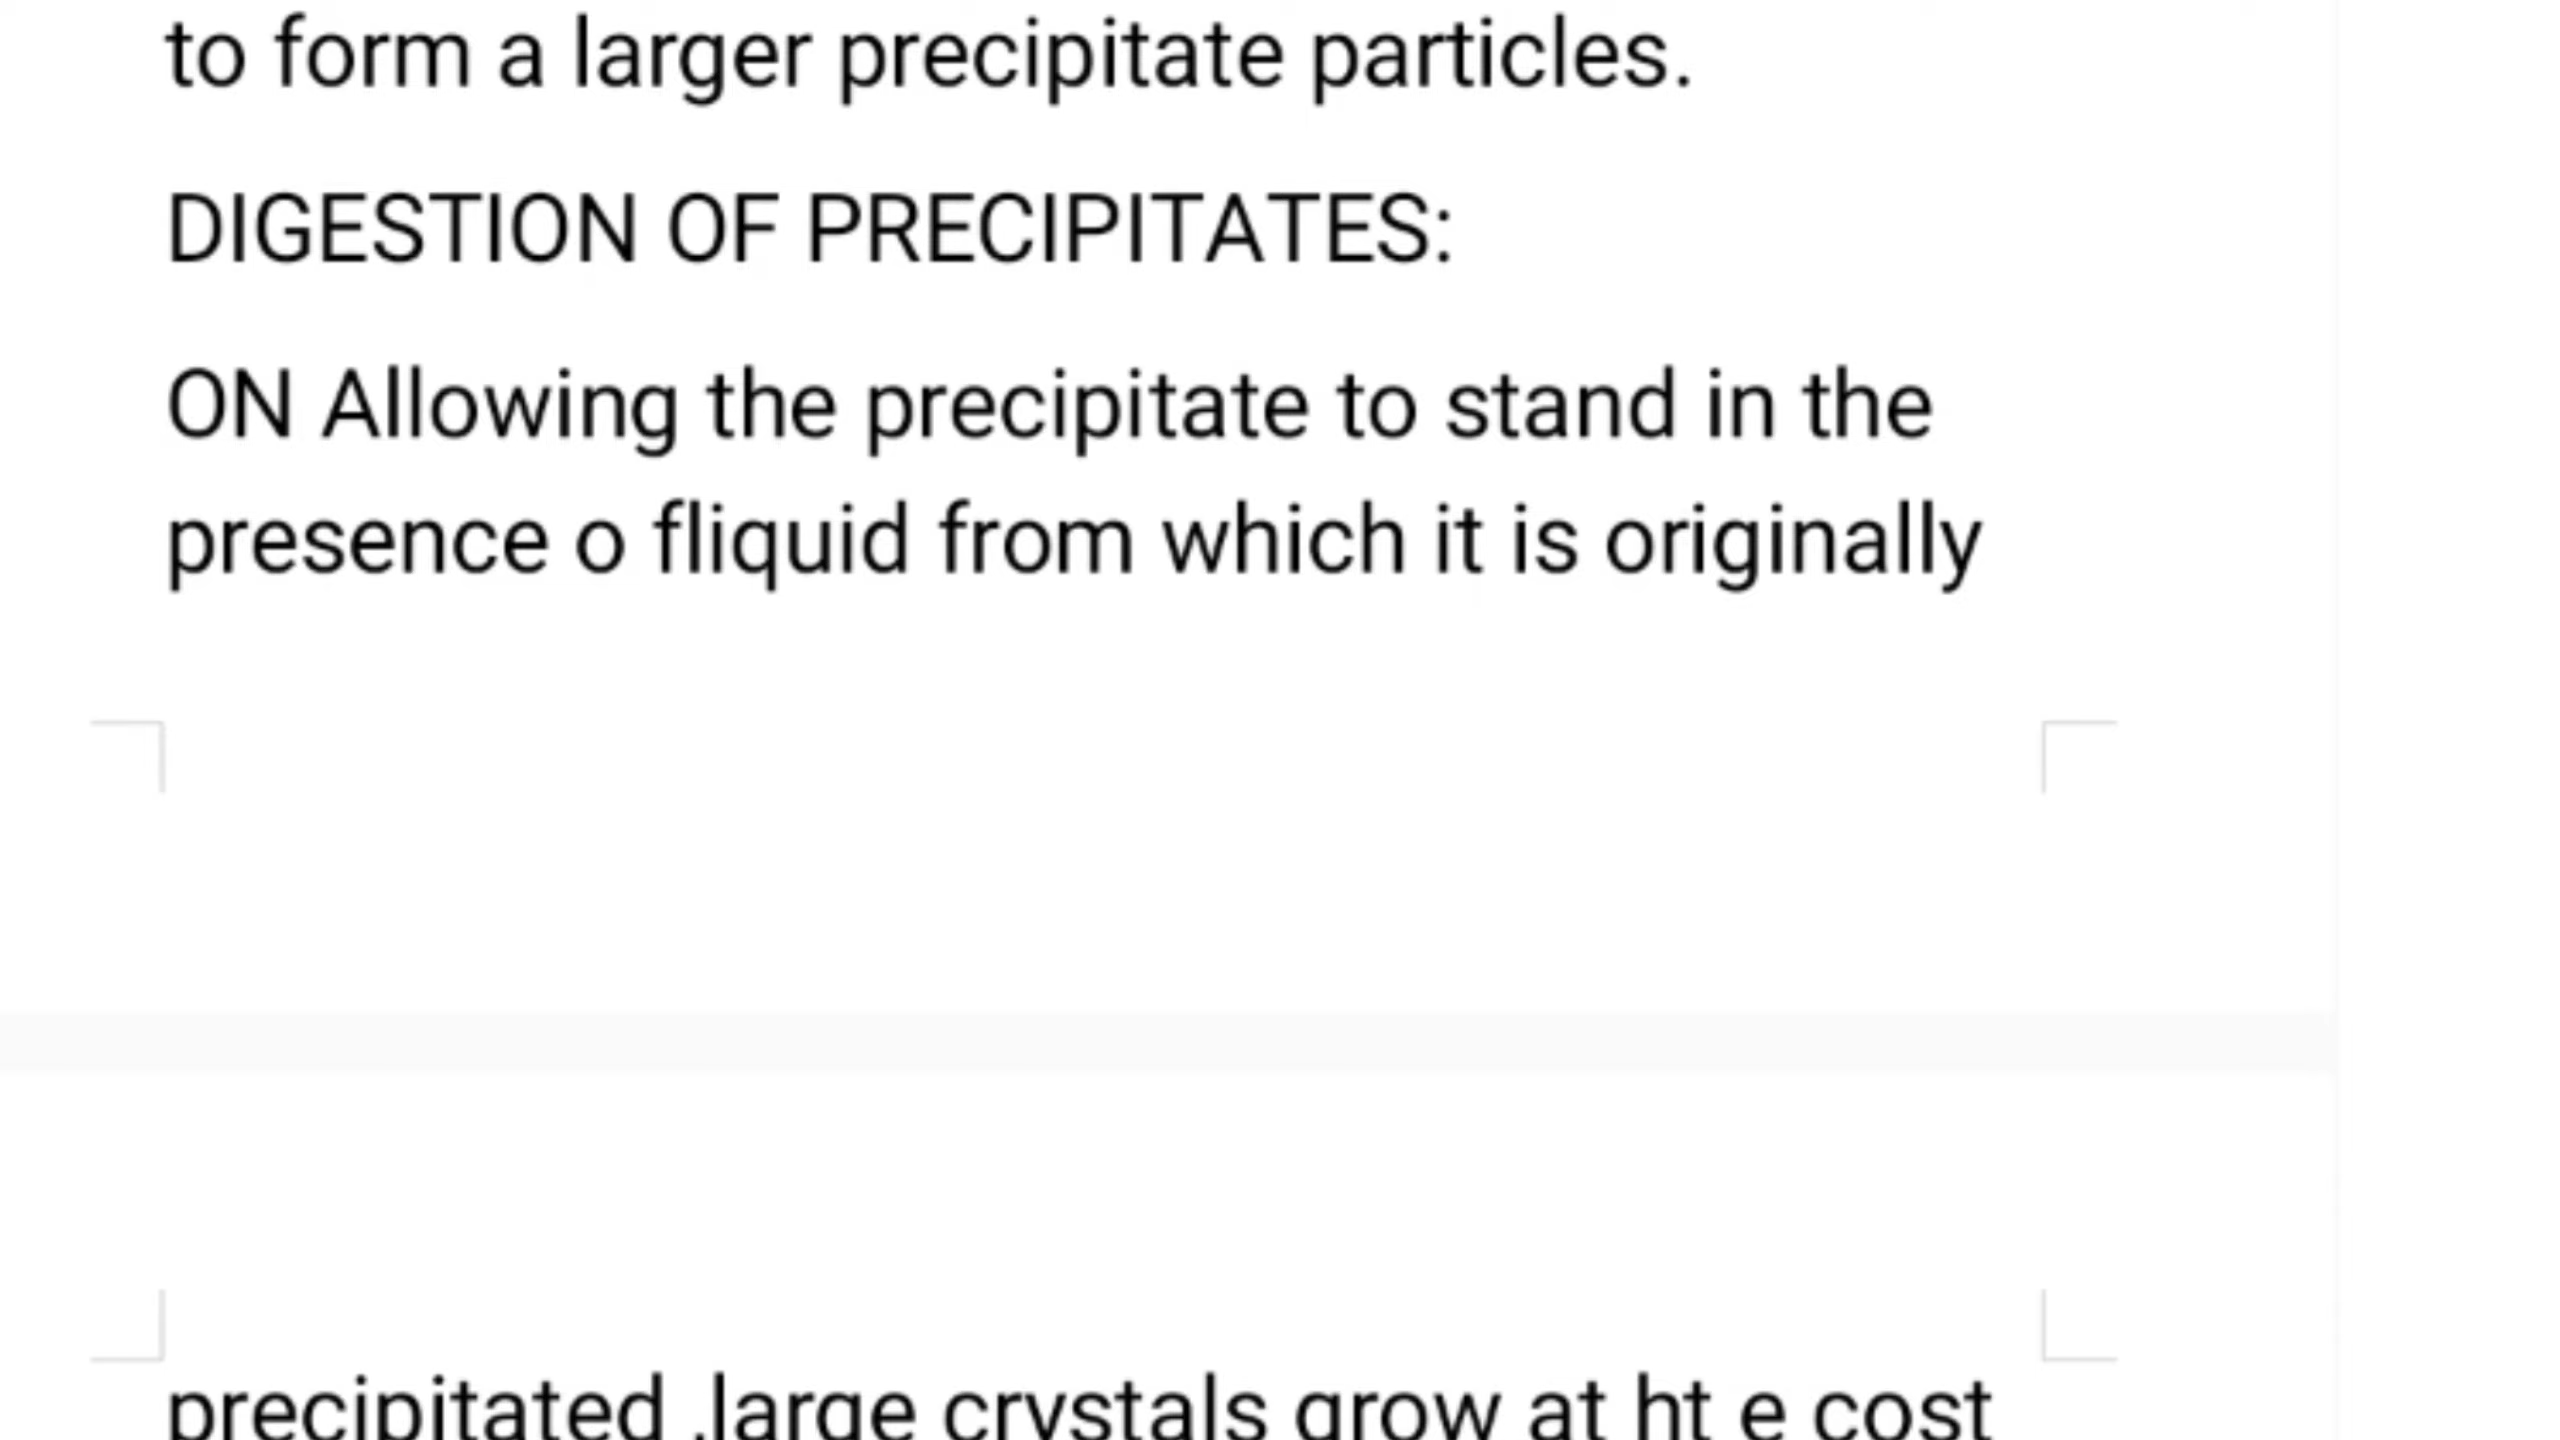 to form a larger precipitate particles.
DIGESTION OF PRECIPITATES:
ON Allowing the precipitate to stand in the
presence o fliquid from which it is originally
precipitated ,large crystals grow at ht e cost